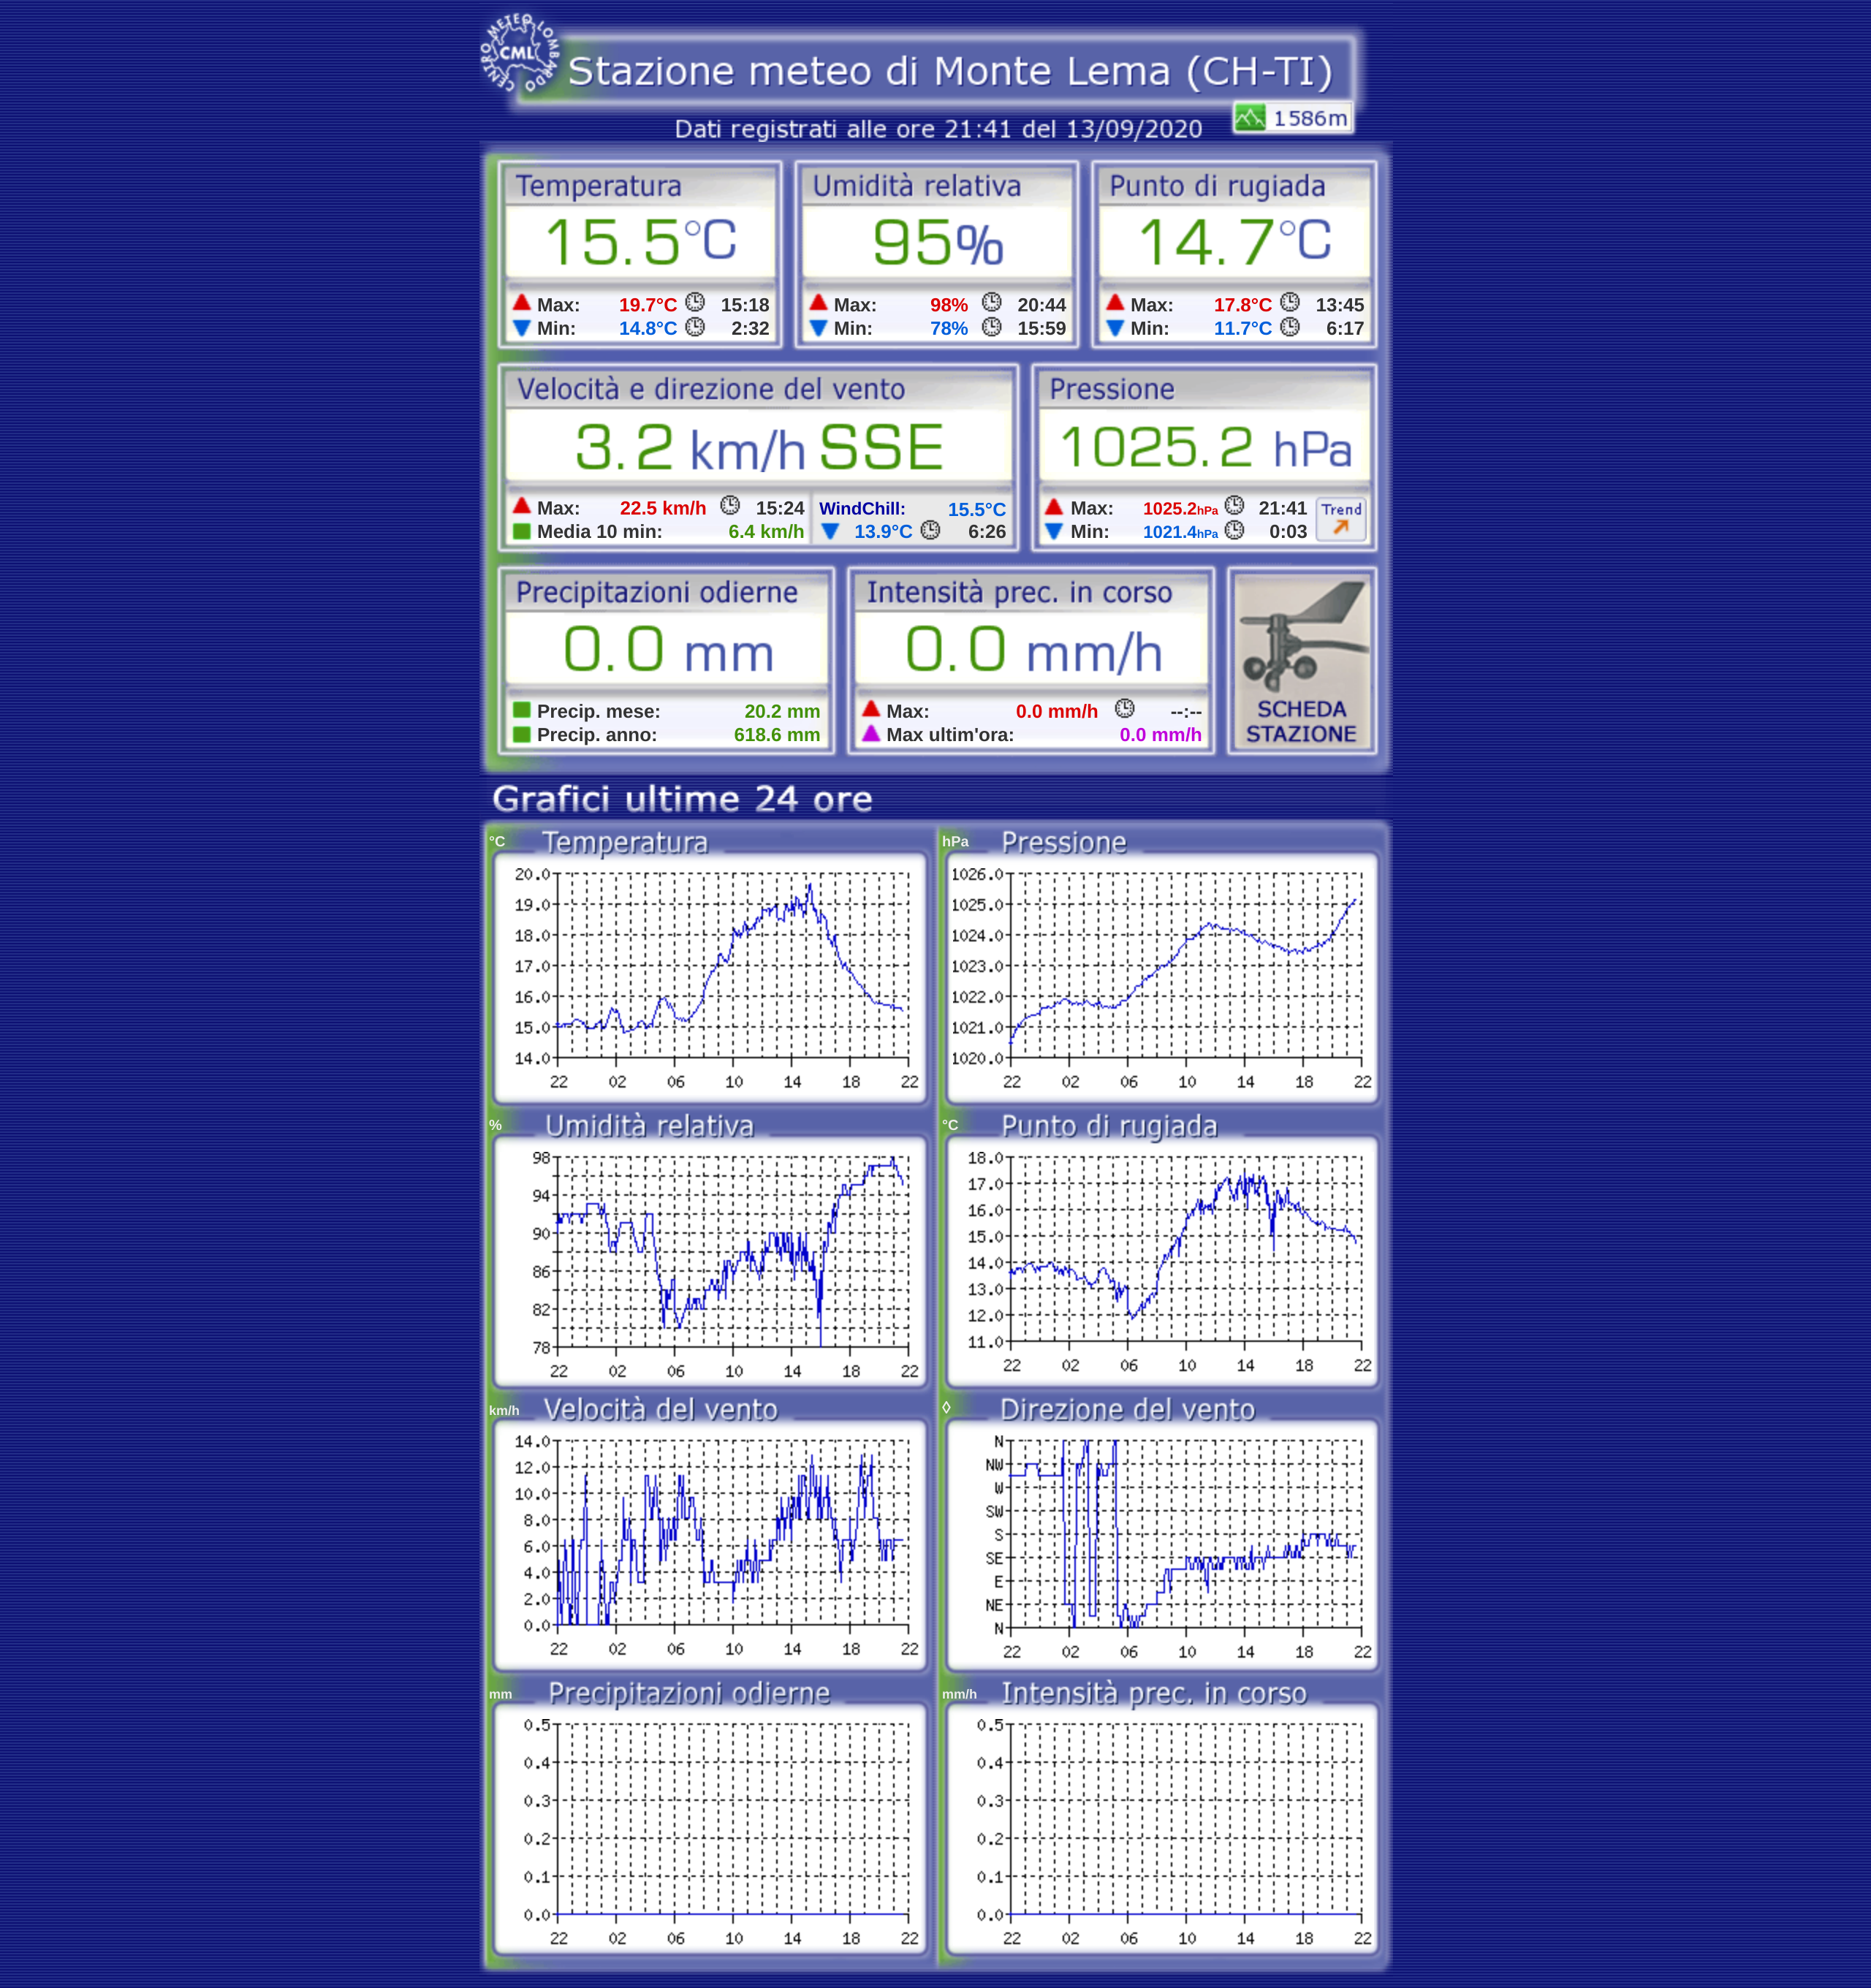 CENTRO METEO LOMBARDO
CML
Stazione meteo di Monte Lema (CH-TI)
1586m
Dati registrati alle ore 21:41 del 13/09/2020
Temperatura
15.5°C
Max: 19.7°C 15:18
Min: 14.8°C 2:32
Umidità relativa
95%
Max: 98% 20:44
Min: 78% 15:59
Punto di rugiada
14.7°C
Max: 17.8°C 13:45
Min: 11.7°C 6:17
Velocità e direzione del vento
3.2 km/h SSE
Max: 22.5 km/h 15:24
Media 10 min: 6.4 km/h
WindChill: 15.5°C
13.9°C 6:26
Pressione
1025.2 hPa
Max: 1025.2hPa 21:41
Min: 1021.4hPa 0:03
Trend
Precipitazioni odierne
0.0 mm
Precip. mese: 20.2 mm
Precip. anno: 618.6 mm
Intensità prec. in corso
0.0 mm/h
Max: 0.0 mm/h --:--
Max ultim'ora: 0.0 mm/h
SCHEDA
STAZIONE
Grafici ultime 24 ore
°C Temperatura
20.0
19.0
18.0
17.0
16.0
15.0
14.0
22 02 06 10 14 18 22
hPa Pressione
1026.0
1025.0
1024.0
1023.0
1022.0
1021.0
1020.0
22 02 06 10 14 18 22
% Umidità relativa
98
94
90
86
82
78
22 02 06 10 14 18 22
°C Punto di rugiada
18.0
17.0
16.0
15.0
14.0
13.0
12.0
11.0
22 02 06 10 14 18 22
km/h Velocità del vento
14.0
12.0
10.0
8.0
6.0
4.0
2.0
0.0
22 02 06 10 14 18 22
◊ Direzione del vento
N
NW
W
SW
S
SE
E
NE
N
22 02 06 10 14 18 22
mm Precipitazioni odierne
0.5
0.4
0.3
0.2
0.1
0.0
22 02 06 10 14 18 22
mm/h Intensità prec. in corso
0.5
0.4
0.3
0.2
0.1
0.0
22 02 06 10 14 18 22